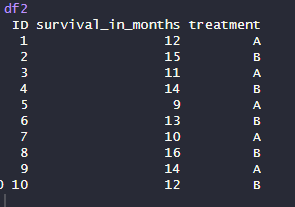 df2
ID survival_in_months treatment
1 12 A
2 15 B
3 11 A
4 14 B
5 9 A
6 13 B
7 10 A
8 16 B
9 14 A
0 10 12 B